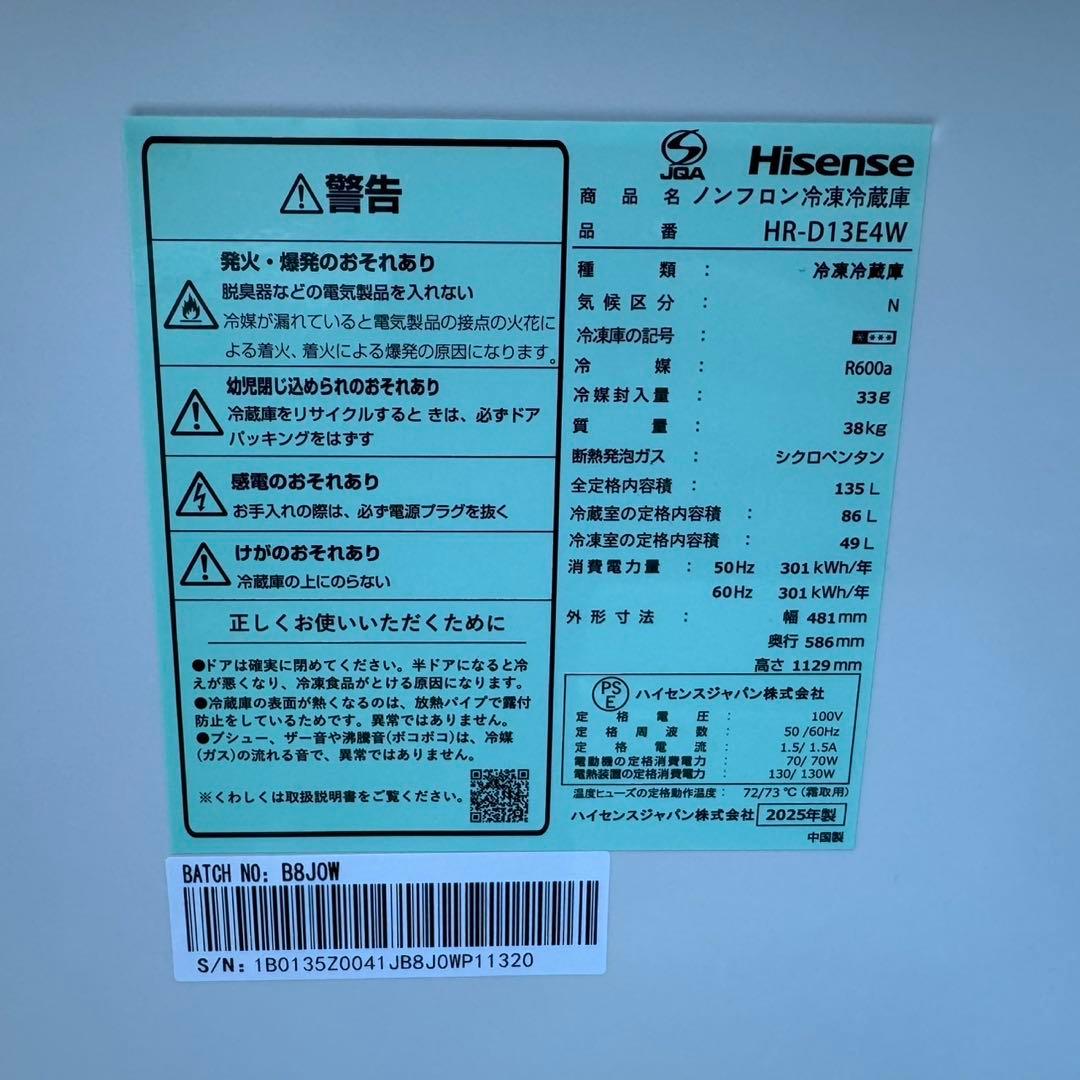 ⚠警告
発火・爆発のおそれあり
脱臭器などの電気製品を入れない
冷媒が漏れていると電気製品の接点の火花に
よる着火、着火による爆発の原因になります。
幼児閉じ込められのおそれあり
冷蔵庫をリサイクルすると きは、必ずドア
パッキングをはずす
感電のおそれあり
お手入れの際は、必ず電源プラグを抜く
けがのおそれあり
冷蔵庫の上にのらない
正しくお使いいただくために
●ドアは確実に閉めてください。半ドアになると冷
えが悪くなり、冷凍食品がとける原因になります。
●冷蔵庫の表面が熱くなるのは、放熱パイプで露付
防止をしているためです。異常ではありません。
●プシュー、ザー音や沸騰音(ボコボコ)は、冷媒
(ガス)の流れる音で、異常ではありません。
※くわしくは取扱説明書をご覧ください。
JQA Hisense
商品名 ノンフロン冷凍冷蔵庫
品番 HR-D13E4W
種類: 冷凍冷蔵庫
気候区分: N
冷凍庫の記号: ****
冷媒: R600a
冷媒封入量: 33g
質量: 38kg
断熱発泡ガス: シクロペンタン
全定格内容積: 135L
冷蔵室の定格内容積: 86L
冷凍室の定格内容積: 49L
消費電力量: 50Hz 301kWh/年
60Hz 301kWh/年
外形寸法: 幅 481mm
奥行 586mm
高さ 1129mm
PSE ハイセンスジャパン株式会社
定格電圧: 100V
定格周波数: 50/60Hz
定格電流: 1.5/1.5A
電動機の定格消費電力: 70/70W
電熱装置の定格消費電力: 130/130W
温度ヒューズの定格動作温度: 72/73℃(霜取用)
ハイセンスジャパン株式会社 2025年製
中国製
BATCH NO: B8J0W
S/N: 1B0135Z0041JB8J0WP11320